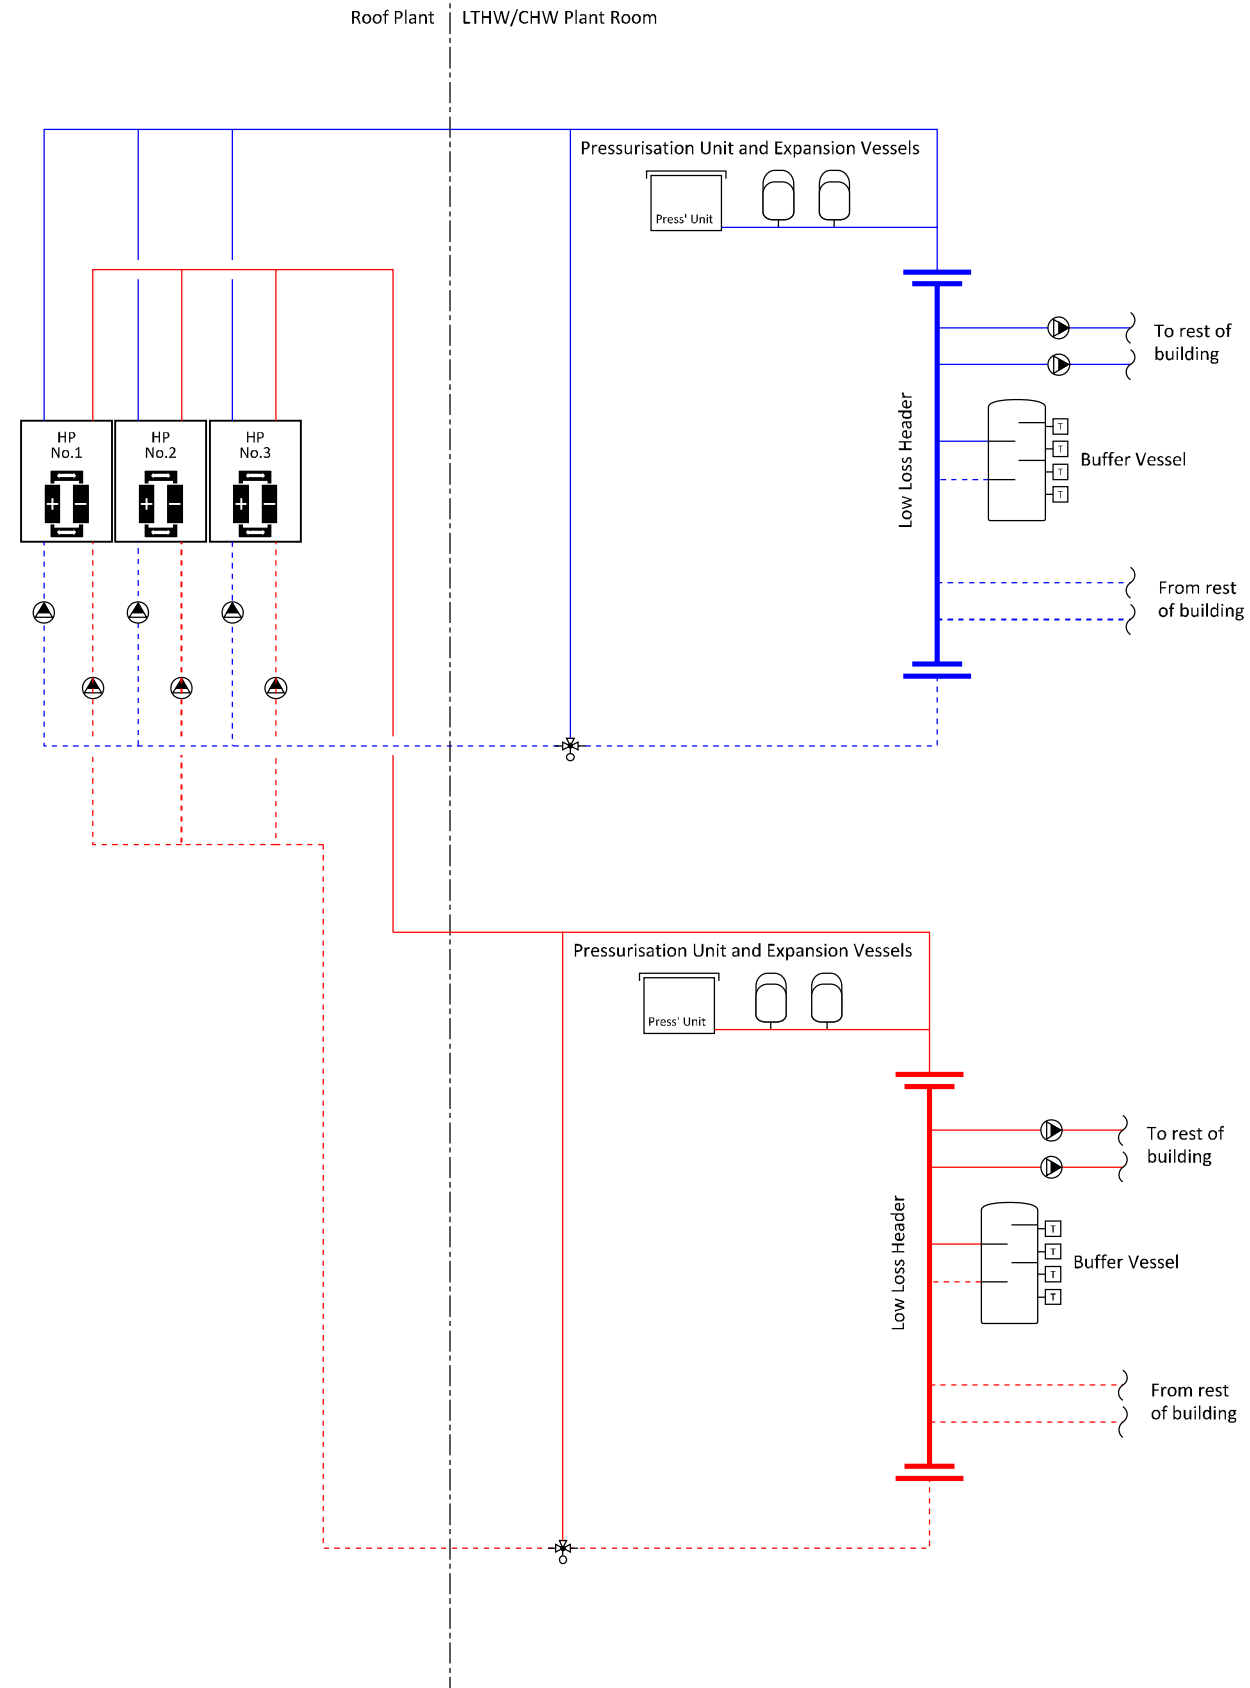 Roof Plant
LTHW/CHW Plant Room
Pressurisation Unit and Expansion Vessels
Press' Unit
To rest of
building
Low Loss Header
T
T
T
T
Buffer Vessel
From rest
of building
HP
No.1
HP
No.2
HP
No.3
+ −
+ −
+ −
Pressurisation Unit and Expansion Vessels
Press' Unit
To rest of
building
Low Loss Header
T
T
T
T
Buffer Vessel
From rest
of building